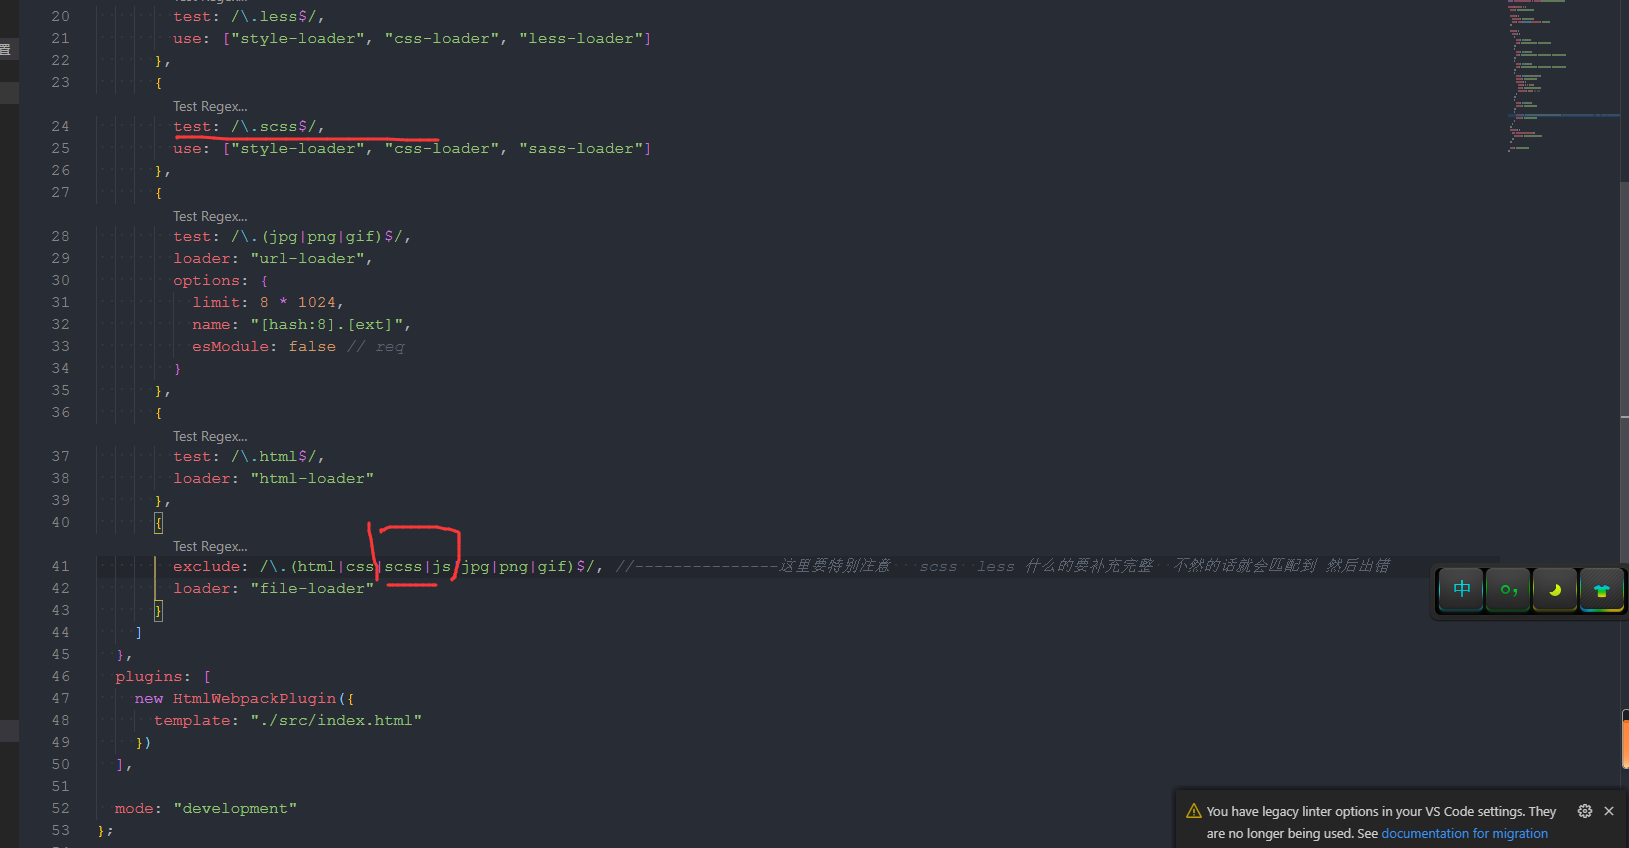 Test Regex...
20 test: /\.less$/,
21 use: ["style-loader", "css-loader", "less-loader"]
22 },
23 {
Test Regex...
24 test: /\.scss$/,
25 use: ["style-loader", "css-loader", "sass-loader"]
26 },
27 {
Test Regex...
28 test: /\.(jpg|png|gif)$/,
29 loader: "url-loader",
30 options: {
31 limit: 8 * 1024,
32 name: "[hash:8].[ext]",
33 esModule: false // req
34 }
35 },
36 {
Test Regex...
37 test: /\.html$/,
38 loader: "html-loader"
39 },
40 {
Test Regex...
41 exclude: /\.(html|css|scss|js|jpg|png|gif)$/, //---------------这里要特别注意 scss less 什么的要补充完整 不然的话就会匹配到 然后出错
42 loader: "file-loader"
43 }
44 ]
45 },
46 plugins: [
47 new HtmlWebpackPlugin({
48 template: "./src/index.html"
49 })
50 ],
51
52 mode: "development"
53 };
置
中
You have legacy linter options in your VS Code settings. They
are no longer being used. See documentation for migration